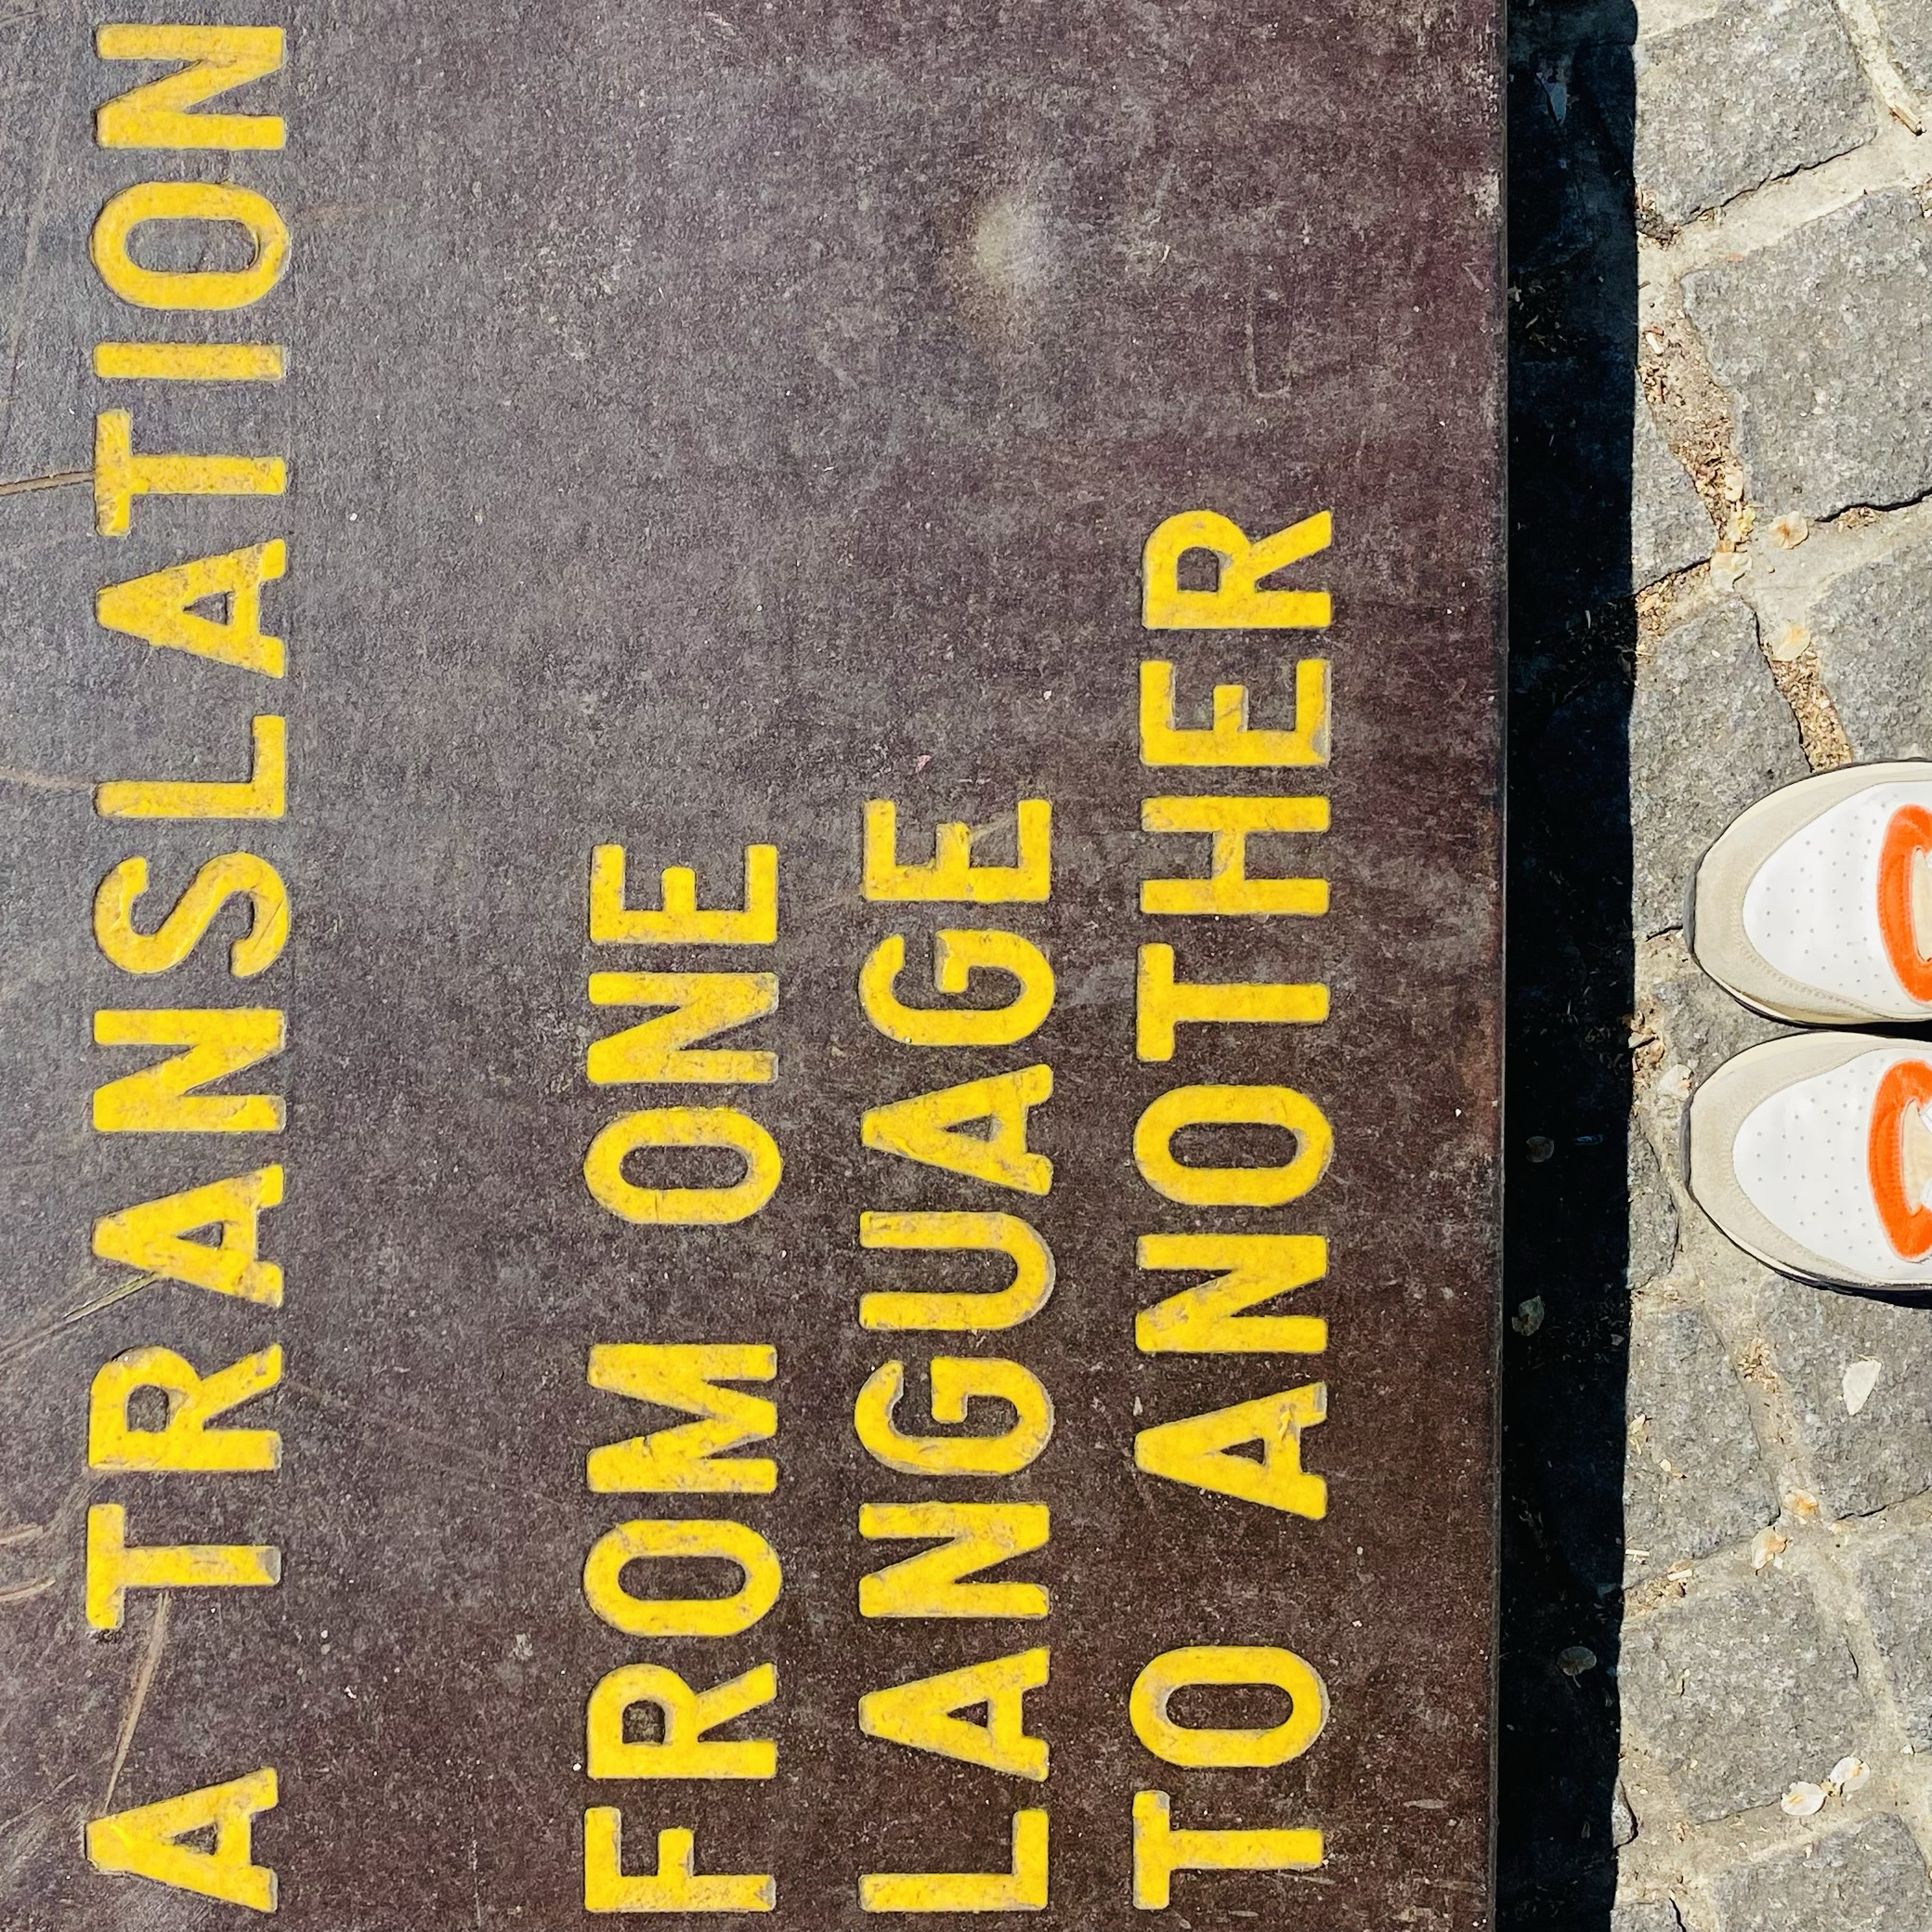 A TRANSLATION
FROM ONE
LANGUAGE
TO ANOTHER